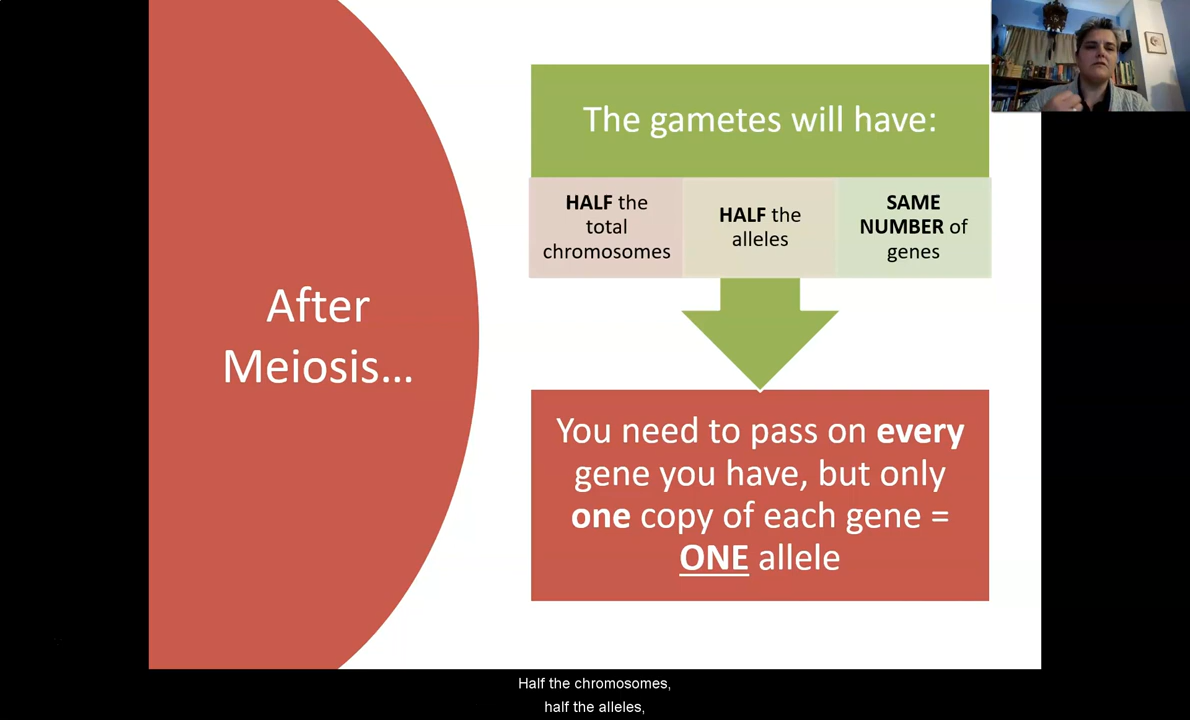 After
Meiosis...
The gametes will have:
HALF the
total
chromosomes
HALF the
alleles
SAME
NUMBER of
genes
You need to pass on every
gene you have, but only
one copy of each gene =
ONE allele
Half the chromosomes,
half the alleles,